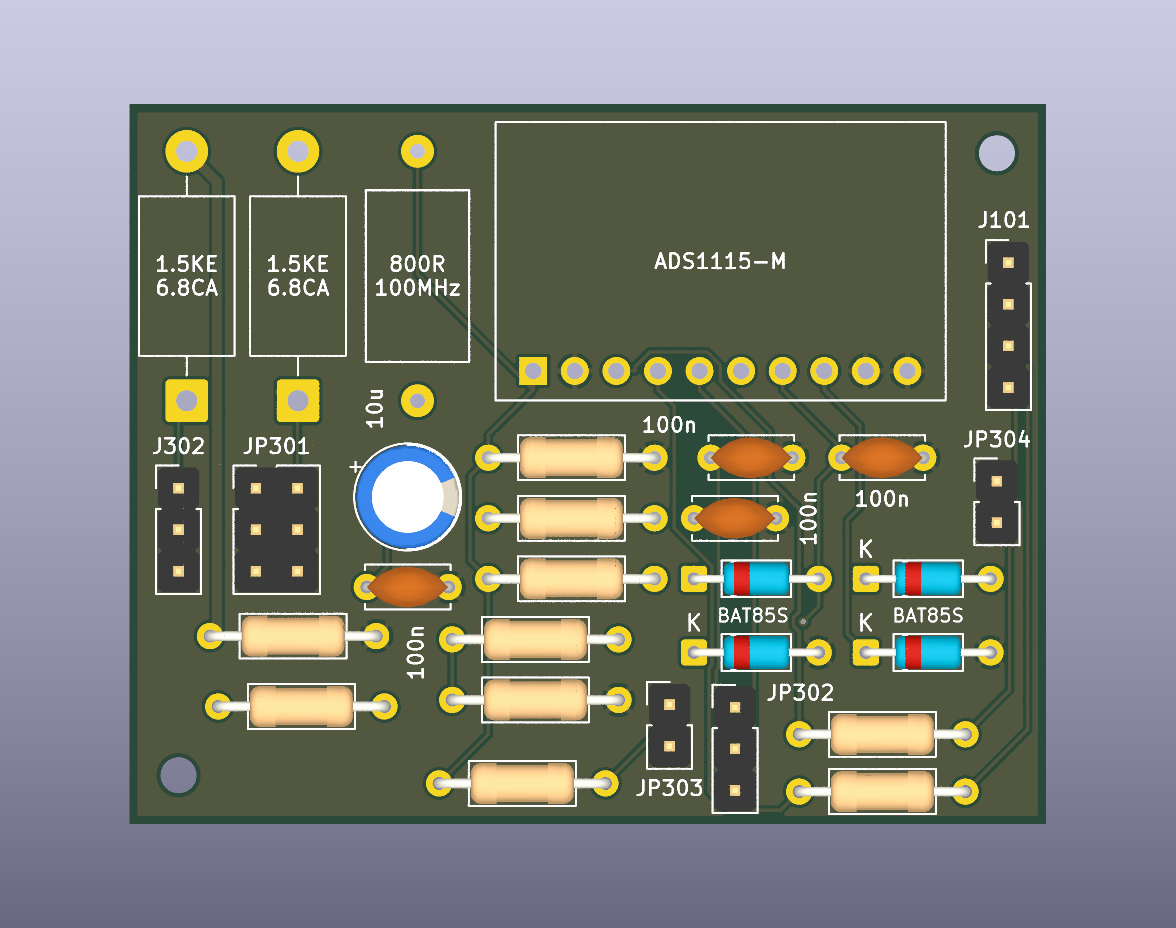 J101
1.5KE
6.8CA
1.5KE
6.8CA
800R
100MHz
ADS1115-M
10u
100n
J302
JP301
JP304
+
100n
100n
K
K
BAT85S
BAT85S
K
K
100n
JP302
JP303